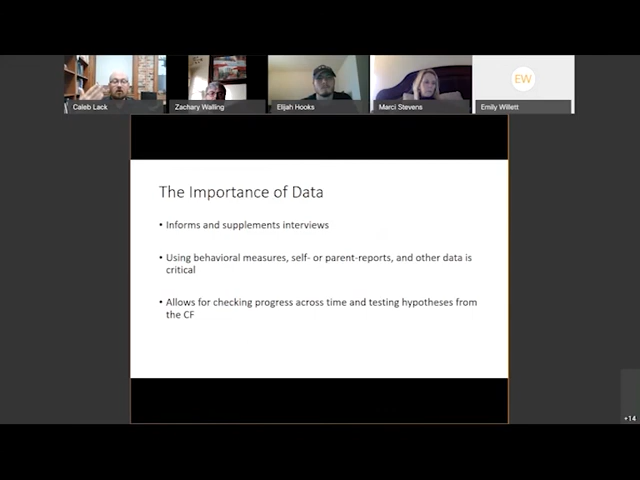 EW
Caleb Lack
Zachary Walling
Elijah Hooks
Marci Stevens
Emily Willett
The Importance of Data
• Informs and supplements interviews
• Using behavioral measures, self- or parent-reports, and other data is
critical
• Allows for checking progress across time and testing hypotheses from
the CF
+14